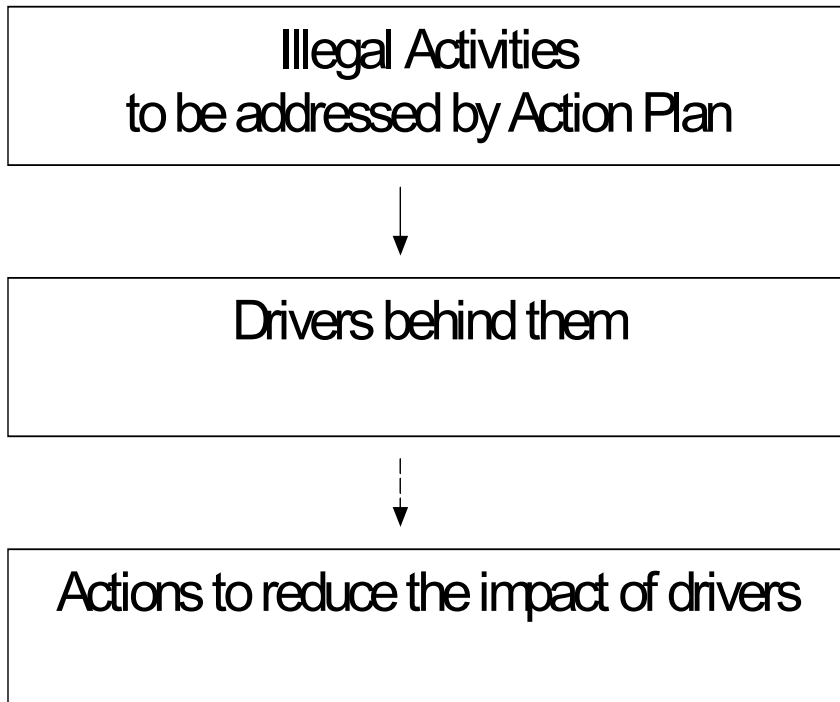 Illegal Activities
to be addressed by Action Plan
Drivers behind them
Actions to reduce the impact of drivers